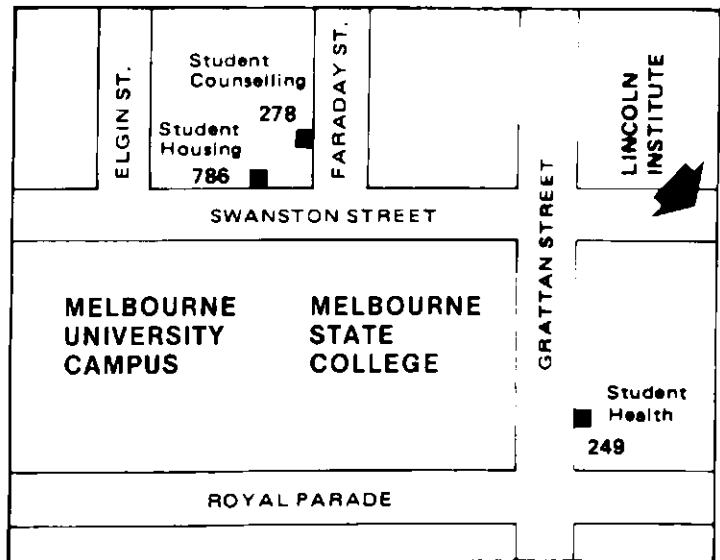 ELGIN ST.
Student
Counselling
278
Student
Housing
786
FARADAY ST.
LINCOLN
INSTITUTE
SWANSTON STREET
GRATTAN STREET
MELBOURNE
UNIVERSITY
CAMPUS
MELBOURNE
STATE
COLLEGE
Student
Health
249
ROYAL PARADE